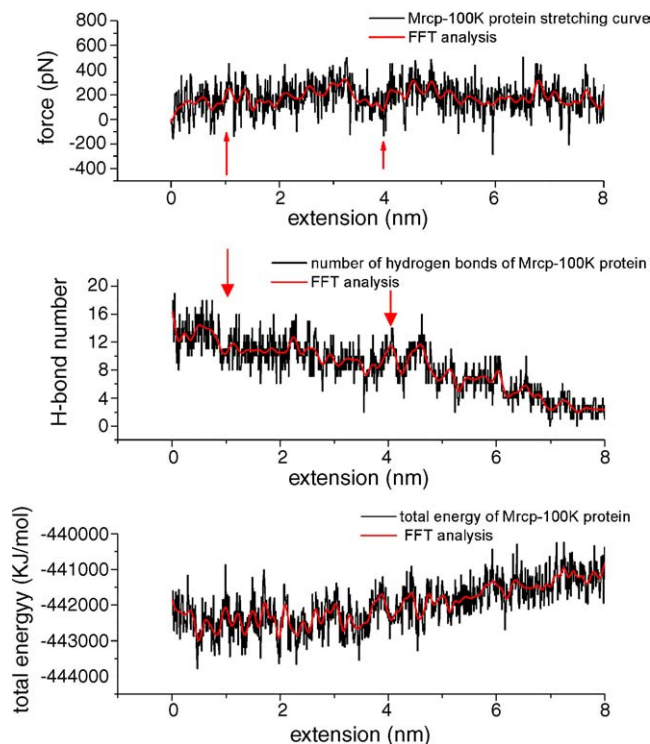 Mrcp-100K protein stretching curve
FFT analysis
force (pN)
800
600
400
200
0
-200
-400
0 2 4 6 8
extension (nm)
number of hydrogen bonds of Mrcp-100K protein
FFT analysis
H-bond number
20
16
12
8
4
0
0 2 4 6 8
extension (nm)
total energy of Mrcp-100K protein
FFT analysis
total energyy (KJ/mol)
-440000
-441000
-442000
-443000
-444000
0 2 4 6 8
extension (nm)